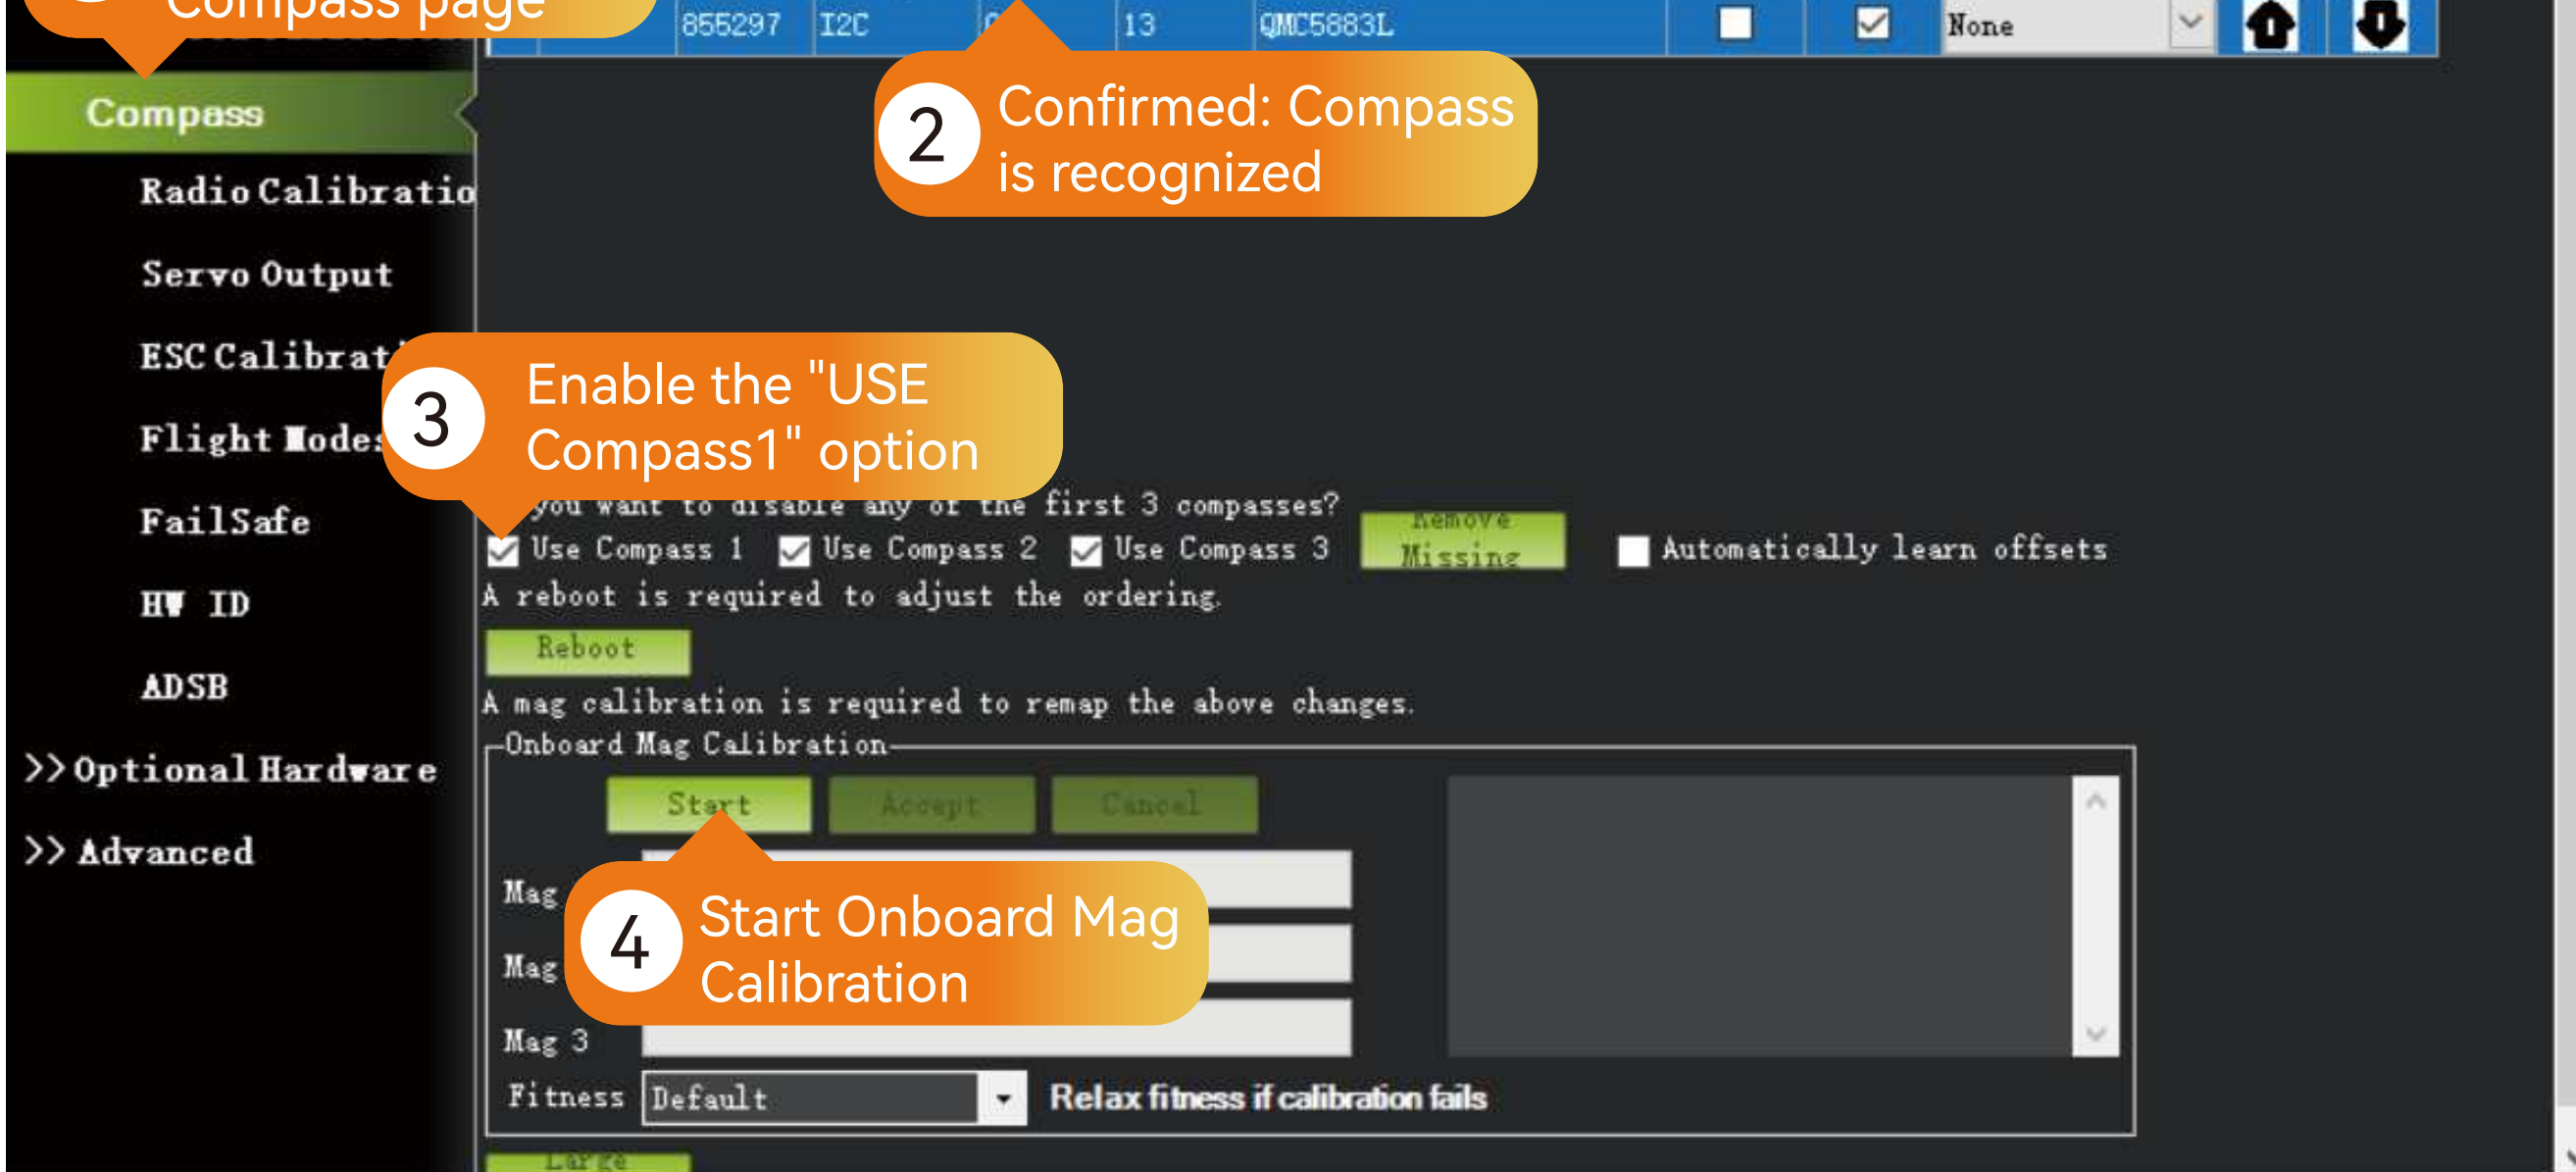 Compass page
855297 I2C 13 QMC5883L None
Compass
2 Confirmed: Compass
is recognized
Radio Calibratio
Servo Output
ESC Calibrat
Flight Modes
FailSafe
HW ID
ADSB
>> Optional Hardware
>> Advanced
3 Enable the "USE
Compass1" option
you want to disable any of the first 3 compasses?
Use Compass 1 Use Compass 2 Use Compass 3 Remove
Missing Automatically learn offsets
A reboot is required to adjust the ordering.
Reboot
A mag calibration is required to remap the above changes.
Onboard Mag Calibration
Start Accept Cancel
Mag
4 Start Onboard Mag
Calibration
Mag
Mag 3
Fitness Default Relax fitness if calibration fails
Large